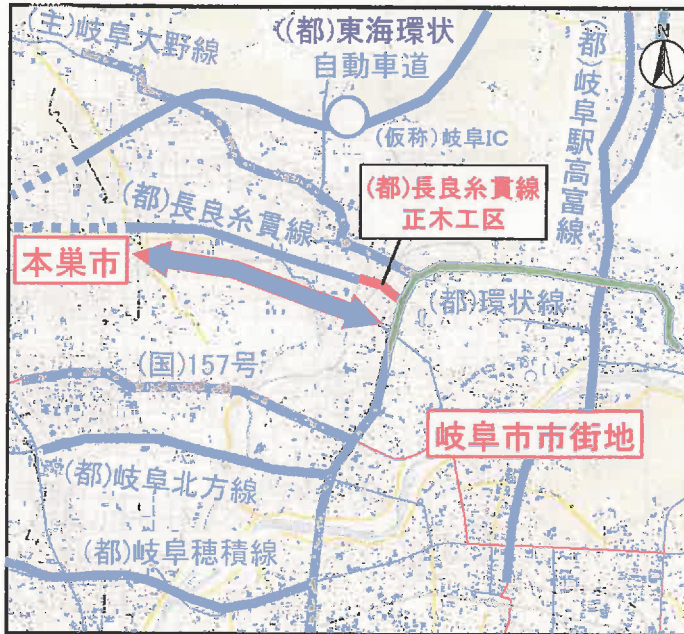 (主)岐阜大野線
((都)東海環状
自動車道
(仮称)岐阜IC
(都)岐阜駅高富線
N
(都)長良糸貫線
正木工区
(都)長良糸貫線
本巣市
(都)環状線
(国)157号
岐阜市市街地
(都)岐阜北方線
(都)岐阜穂積線